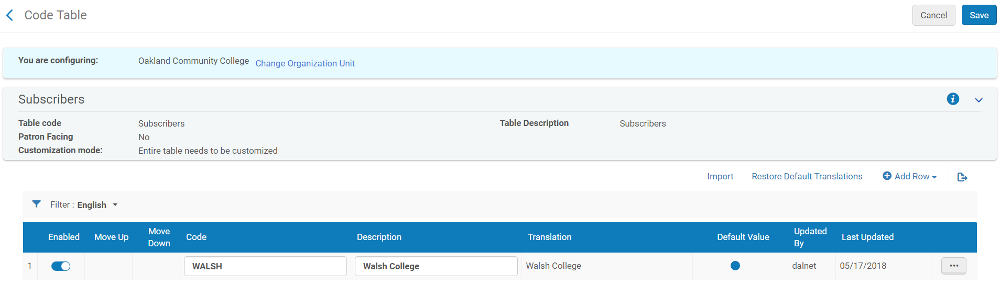 Code Table
Cancel
Save
You are configuring:
Oakland Community College
Change Organization Unit
Subscribers
Table code
Subscribers
Table Description
Subscribers
Patron Facing
No
Customization mode:
Entire table needs to be customized
Import
Restore Default Translations
Add Row
Filter : English
Enabled
Move Up
Move
Down
Code
Description
Translation
Default Value
Updated
By
Last Updated
1
WALSH
Walsh College
Walsh College
dalnet
05/17/2018